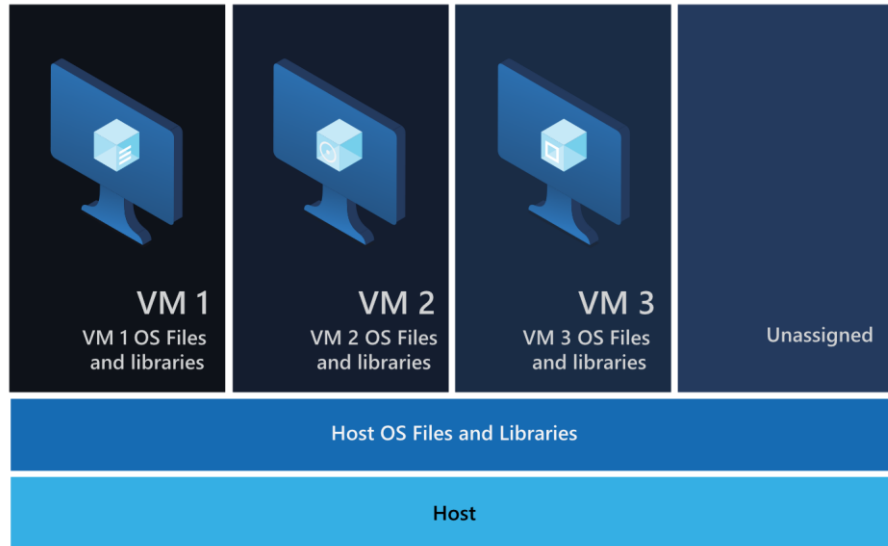 VM 1
VM 1 OS Files
and libraries
VM 2
VM 2 OS Files
and libraries
VM 3
VM 3 OS Files
and libraries
Unassigned
Host OS Files and Libraries
Host